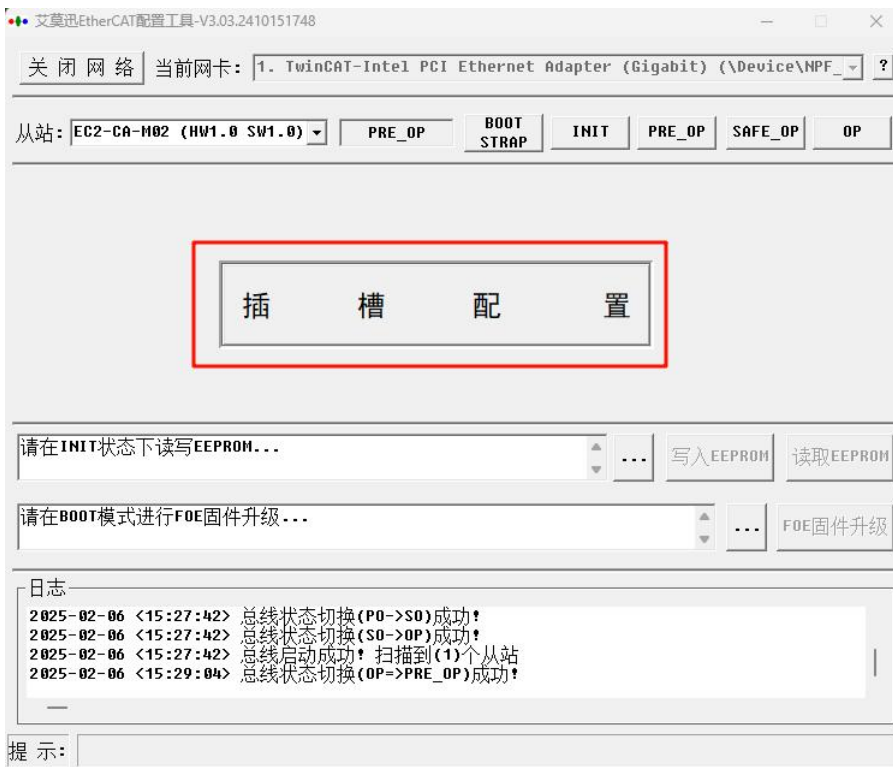 艾莫迅EtherCAT配置工具-V3.03.2410151748
关 闭 网 络 当前网卡: 1. TwinCAT-Intel PCI Ethernet Adapter (Gigabit) (\Device\NPF_ ?
从站: EC2-CA-M02 (HW1.0 SW1.0) PRE_OP BOOT STRAP INIT PRE_OP SAFE_OP OP
插 槽 配 置
请在INIT状态下读写EEPROM... ... 写入EEPROM 读取EEPROM
请在BOOT模式进行FOE固件升级... ... FOE固件升级
日志
2025-02-06 <15:27:42> 总线状态切换(PO->SO)成功!
2025-02-06 <15:27:42> 总线状态切换(SO->OP)成功!
2025-02-06 <15:27:42> 总线启动成功! 扫描到(1)个从站
2025-02-06 <15:29:04> 总线状态切换(OP=>PRE_OP)成功!
提 示: